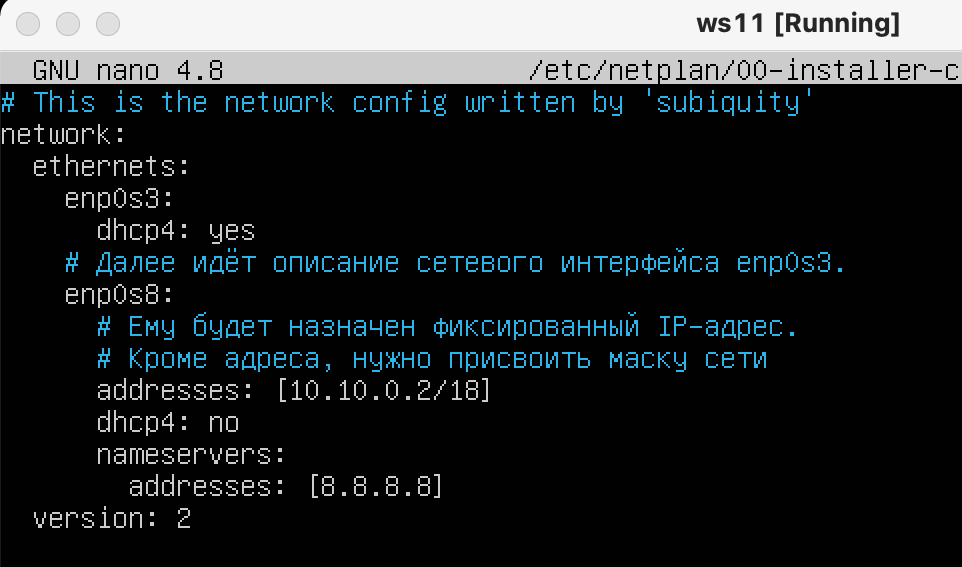 ws11 [Running]
GNU nano 4.8 /etc/netplan/00-installer-c
# This is the network config written by 'subiquity'
network:
  ethernets:
    enp0s3:
      dhcp4: yes
    # Далее идёт описание сетевого интерфейса enp0s3.
    enp0s8:
      # Ему будет назначен фиксированный IP-адрес.
      # Кроме адреса, нужно присвоить маску сети
      addresses: [10.10.0.2/18]
      dhcp4: no
      nameservers:
        addresses: [8.8.8.8]
  version: 2